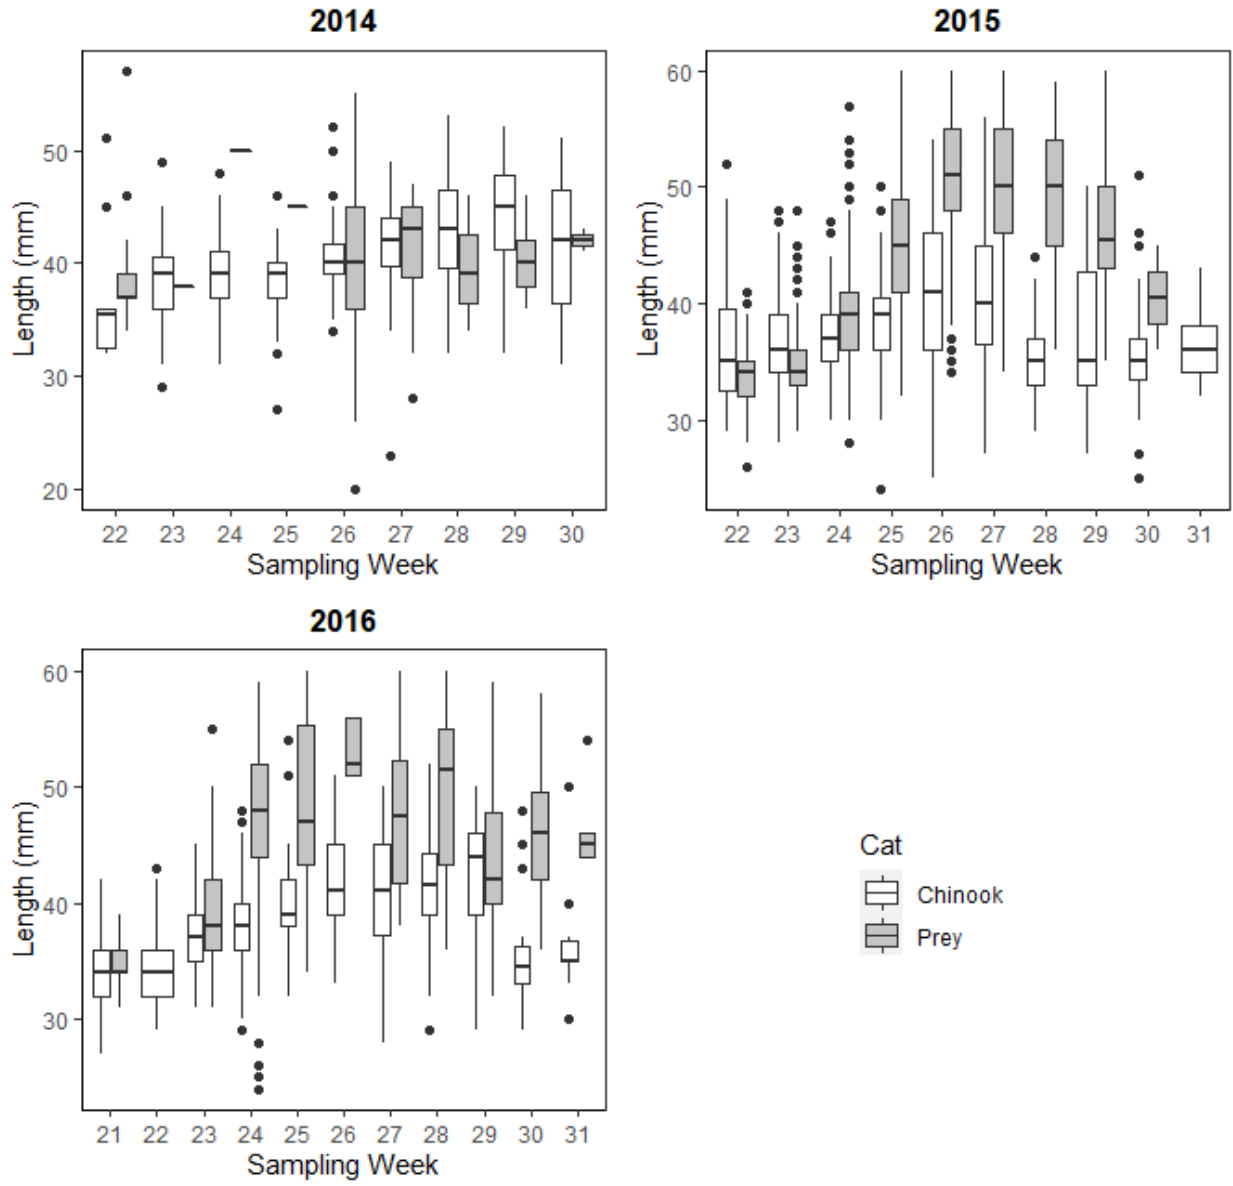 2014
Length (mm)
50
40
30
20
22 23 24 25 26 27 28 29 30
Sampling Week
2015
Length (mm)
60
50
40
30
22 23 24 25 26 27 28 29 30 31
Sampling Week
2016
Length (mm)
60
50
40
30
21 22 23 24 25 26 27 28 29 30 31
Sampling Week
Cat
Chinook
Prey